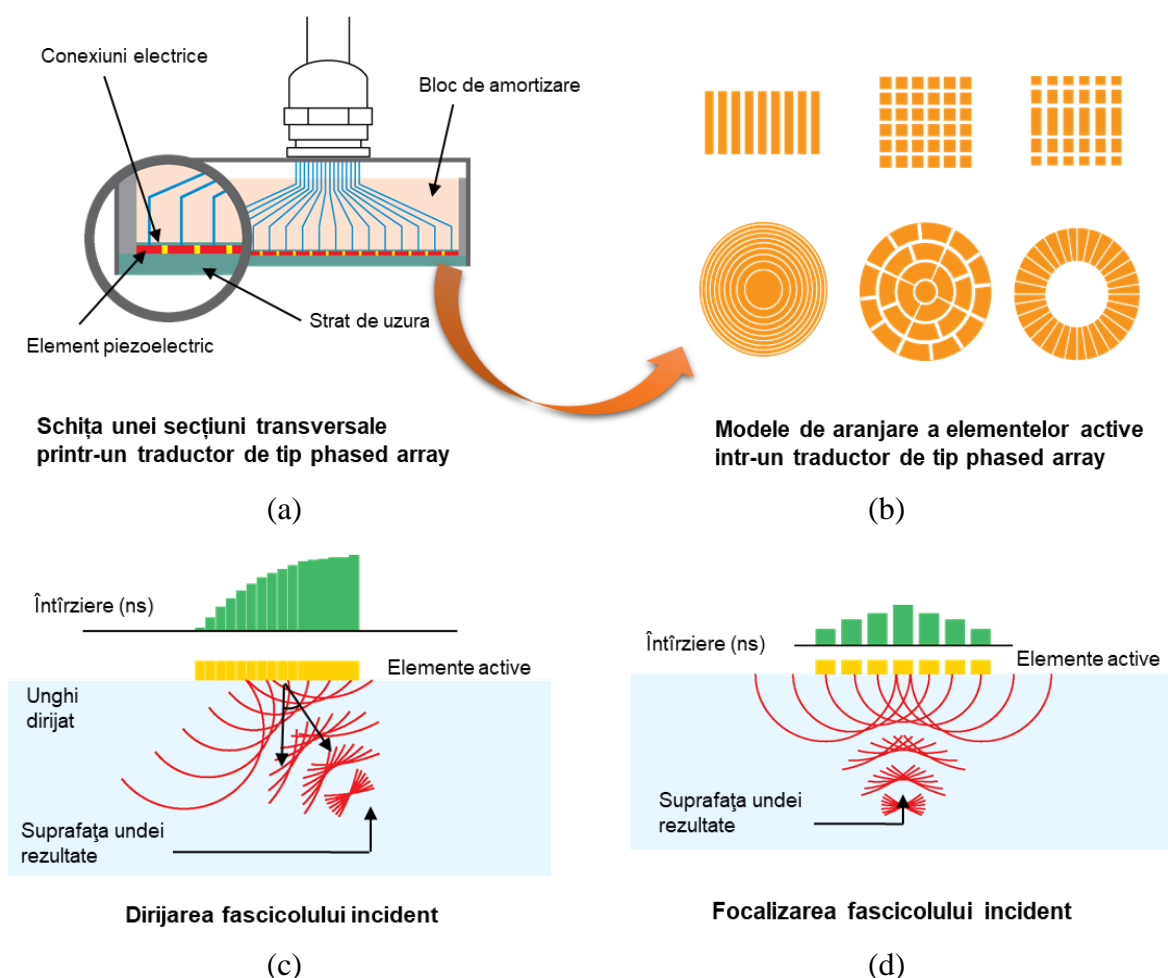 Conexiuni electrice
Bloc de amortizare
Strat de uzura
Element piezoelectric
Schița unei secțiuni transversale
printr-un traductor de tip phased array
(a)
Modele de aranjare a elementelor active
intr-un traductor de tip phased array
(b)
Întîrziere (ns)
Elemente active
Unghi
dirijat
Suprafaţa undei
rezultate
Dirijarea fascicolului incident
(c)
Întîrziere (ns)
Elemente active
Suprafaţa undei
rezultate
Focalizarea fascicolului incident
(d)